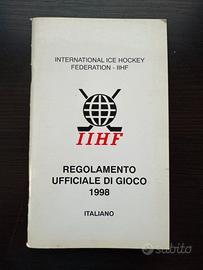 INTERNATIONAL ICE HOCKEY
FEDERATION - IIHF
IIHF
REGOLAMENTO
UFFICIALE DI GIOCO
1998
ITALIANO
subito